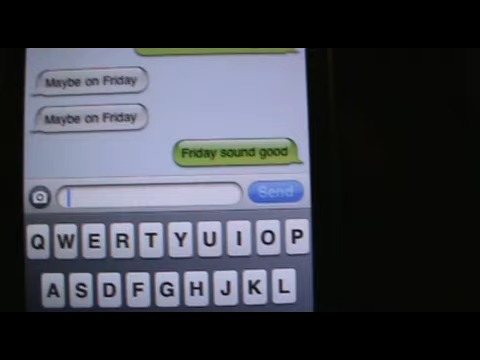 Maybe on Friday
Maybe on Friday
Friday sound good
Send
Q W E R T Y U I O P
A S D F G H J K L